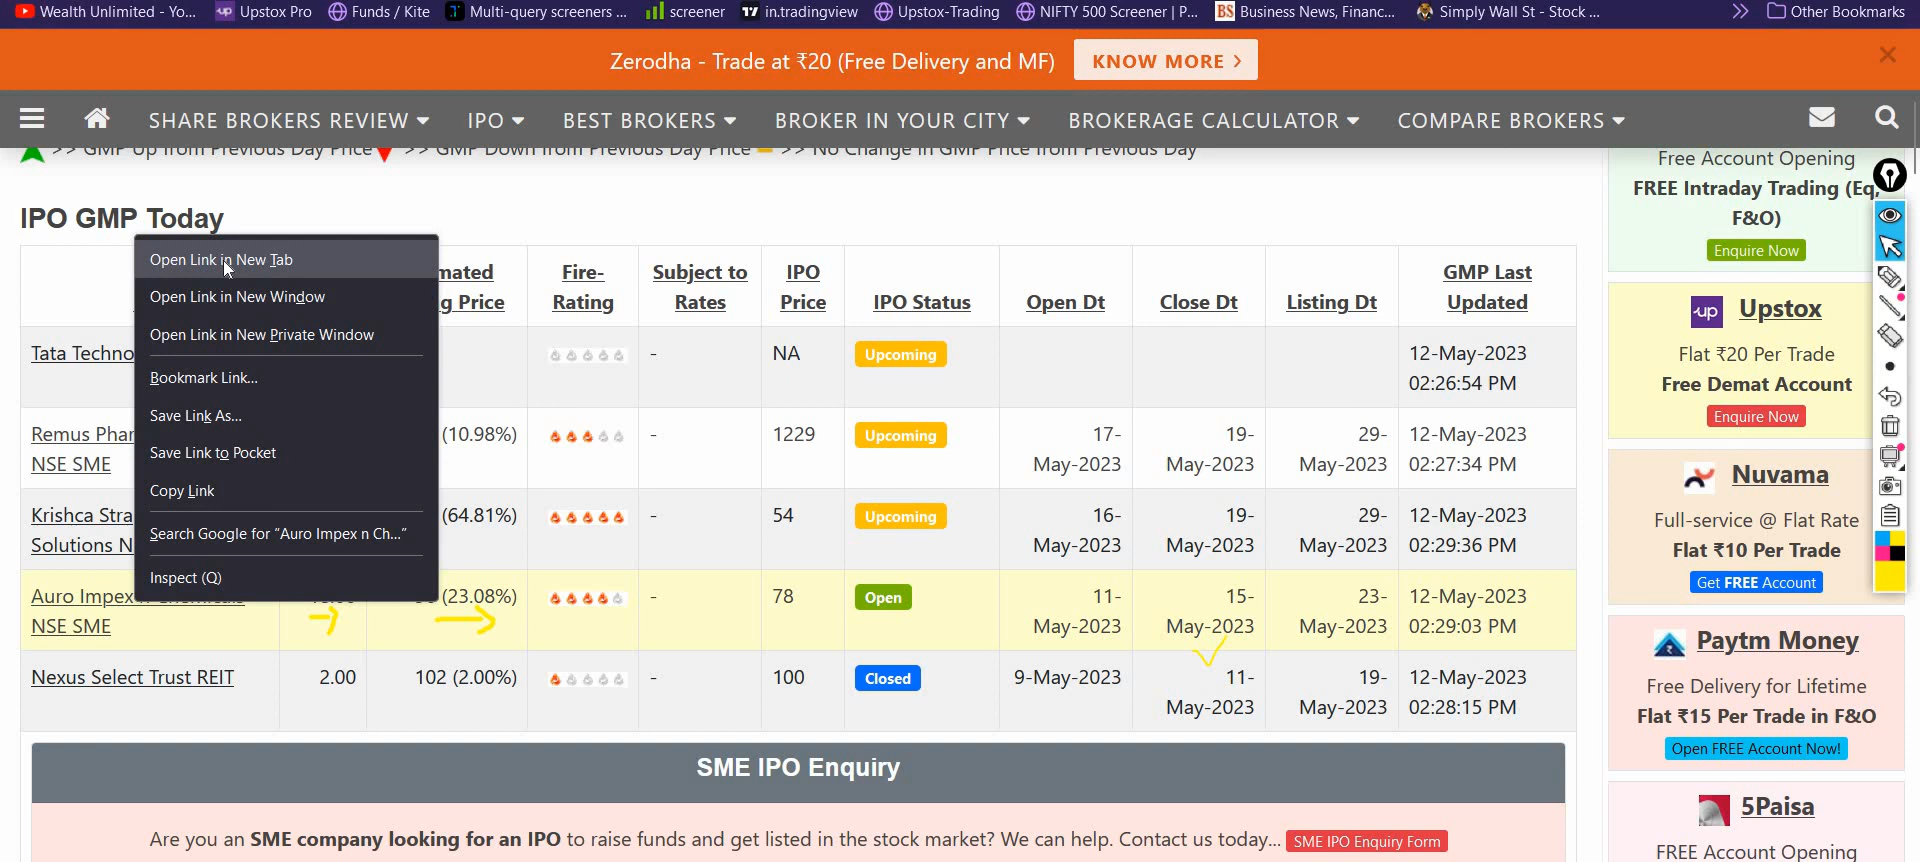 Wealth Unlimited - Yo... Upstox Pro Funds / Kite Multi-query screeners ... screener in.tradingview Upstox-Trading NIFTY 500 Screener | P... Business News, Financ... Simply Wall St - Stock ... Other Bookmarks
Zerodha - Trade at ₹20 (Free Delivery and MF) KNOW MORE
SHARE BROKERS REVIEW IPO BEST BROKERS BROKER IN YOUR CITY BROKERAGE CALCULATOR COMPARE BROKERS
>> GMP Up from Previous Day Price >> GMP Down from Previous Day Price >> No Change in GMP Price from Previous Day
IPO GMP Today
Open Link in New Tab
Open Link in New Window
Open Link in New Private Window
Bookmark Link...
Save Link As...
Save Link to Pocket
Copy Link
Search Google for “Auro Impex n Ch...”
Inspect (Q)
Fire- Subject to IPO GMP Last
g Price Rating Rates Price IPO Status Open Dt Close Dt Listing Dt Updated
Tata Techno - NA Upcoming 12-May-2023
02:26:54 PM
Remus Phar (10.98%) - 1229 Upcoming 17- 19- 29- 12-May-2023
NSE SME May-2023 May-2023 May-2023 02:27:34 PM
Krishca Stra (64.81%) - 54 Upcoming 16- 19- 29- 12-May-2023
Solutions N May-2023 May-2023 May-2023 02:29:36 PM
Auro Impex n Chemicals (23.08%) - 78 Open 11- 15- 23- 12-May-2023
NSE SME May-2023 May-2023 May-2023 02:29:03 PM
Nexus Select Trust REIT 2.00 102 (2.00%) - 100 Closed 9-May-2023 11- 19- 12-May-2023
May-2023 May-2023 02:28:15 PM
SME IPO Enquiry
Are you an SME company looking for an IPO to raise funds and get listed in the stock market? We can help. Contact us today... SME IPO Enquiry Form
Free Account Opening
FREE Intraday Trading (Eq,
F&O)
Enquire Now
up Upstox
Flat ₹20 Per Trade
Free Demat Account
Enquire Now
Nuvama
Full-service @ Flat Rate
Flat ₹10 Per Trade
Get FREE Account
Paytm Money
Free Delivery for Lifetime
Flat ₹15 Per Trade in F&O
Open FREE Account Now!
5Paisa
FREE Account Opening